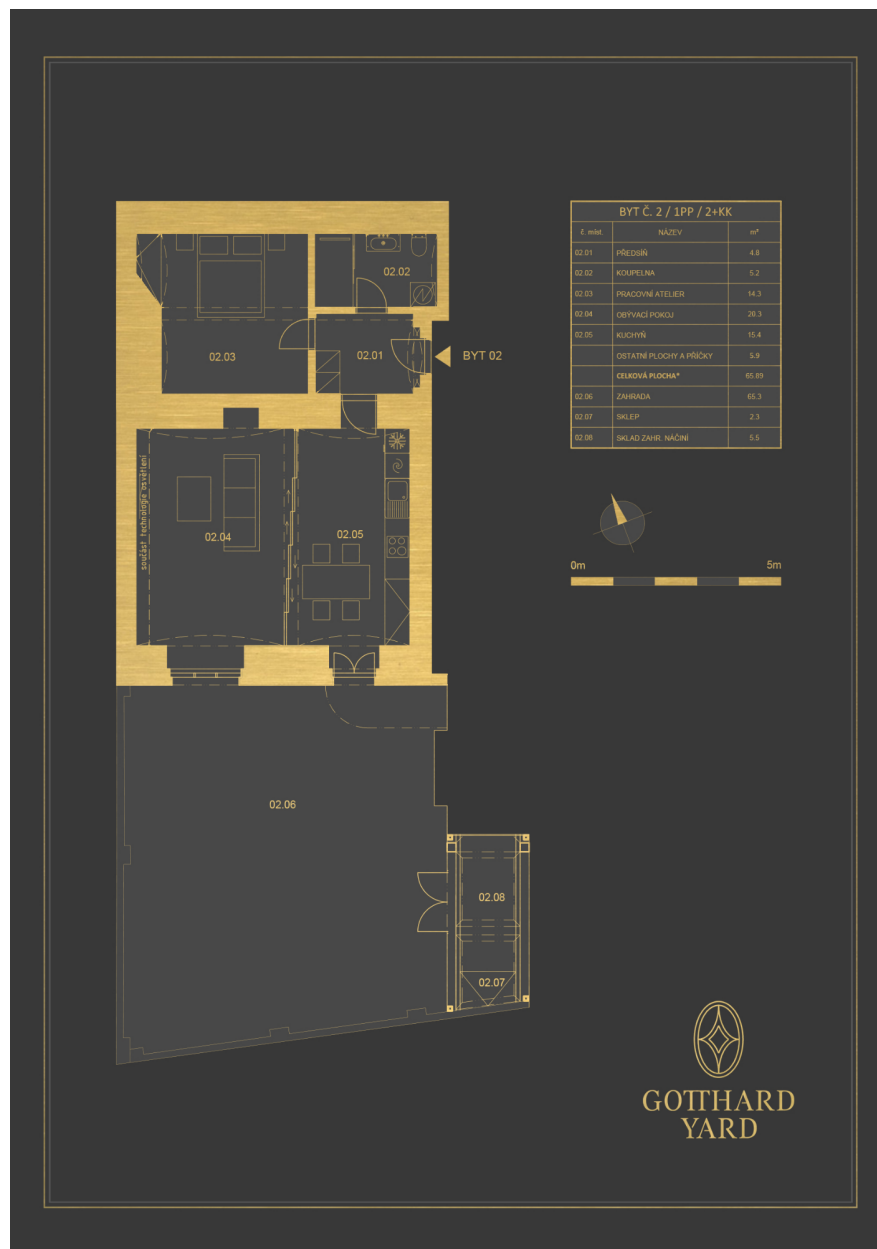 BYT Č. 2 / 1PP / 2+KK
č. míst. NÁZEV m²
02.01 PŘEDSÍŇ 4.8
02.02 KOUPELNA 5.2
02.03 PRACOVNÍ ATELIER 14.3
02.04 OBÝVACÍ POKOJ 20.3
02.05 KUCHYŇ 15.4
OSTATNÍ PLOCHY A PŘÍČKY 5.9
CELKOVÁ PLOCHA* 65.89
02.06 ZAHRADA 65.3
02.07 SKLEP 2.3
02.08 SKLAD ZAHR. NÁČINÍ 5.5
02.02
02.03
02.01
BYT 02
součást technologie osvětlení
02.04
02.05
0m 5m
02.06
02.08
02.07
GOTTHARD
YARD